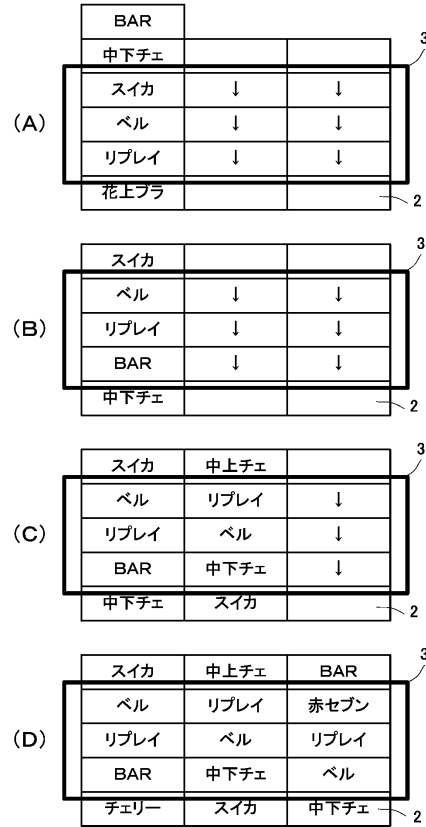 BAR
中下チェ
3
(A) スイカ ↓ ↓
ベル ↓ ↓
リプレイ ↓ ↓
花上ブラ 2
スイカ 3
ベル ↓ ↓
(B) リプレイ ↓ ↓
BAR ↓ ↓
中下チェ 2
スイカ 中上チェ 3
ベル リプレイ ↓
(C) リプレイ ベル ↓
BAR 中下チェ ↓
中下チェ スイカ 2
スイカ 中上チェ BAR 3
ベル リプレイ 赤セブン
(D) リプレイ ベル リプレイ
BAR 中下チェ ベル
チェリー スイカ 中下チェ 2